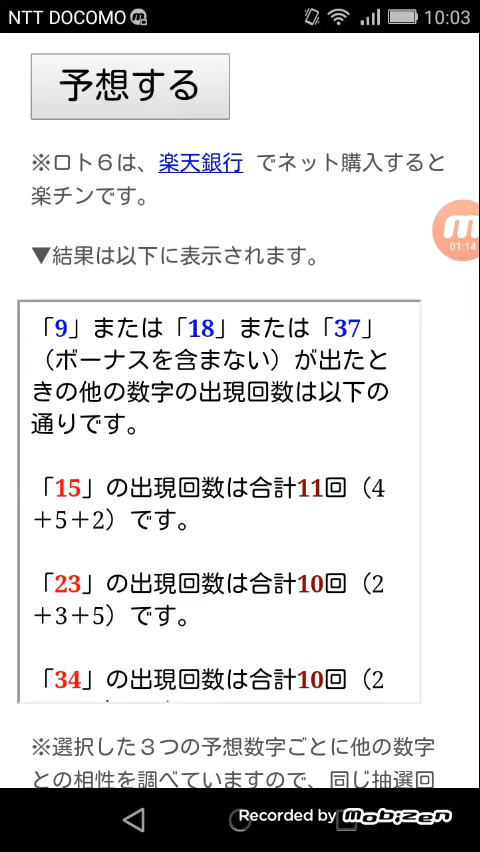 NTT DOCOMO 10:03
予想する
※ロト６は、楽天銀行 でネット購入すると
楽チンです。
01:14
▼結果は以下に表示されます。
「9」または「18」または「37」
（ボーナスを含まない）が出たと
きの他の数字の出現回数は以下の
通りです。
「15」の出現回数は合計11回（4
＋5＋2）です。
「23」の出現回数は合計10回（2
＋3＋5）です。
「34」の出現回数は合計10回（2
※選択した３つの予想数字ごとに他の数字
との相性を調べていますので、同じ抽選回
Recorded by mobizen